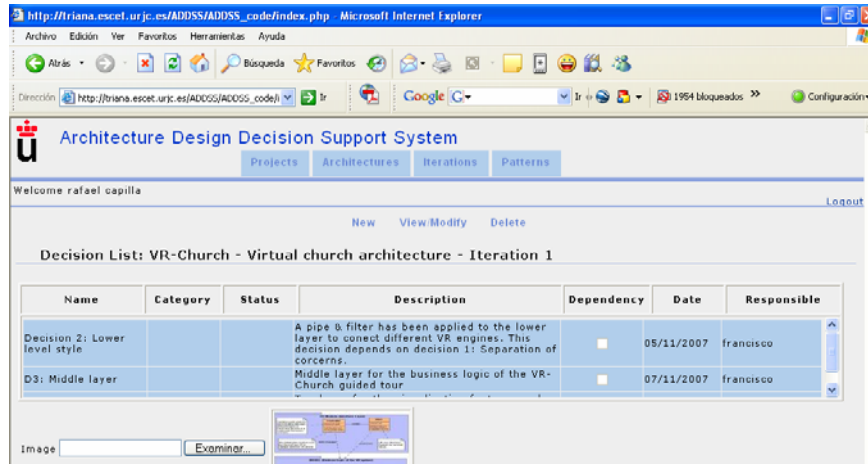 http://triana.escet.urjc.es/ADDSS/ADDSS_code/index.php - Microsoft Internet Explorer
Archivo Edición Ver Favoritos Herramientas Ayuda
Atrás Búsqueda Favoritos
Dirección http://triana.escet.urjc.es/ADDSS/ADDSS_code/i Ir Google G Ir 1954 bloqueados Configuración
Architecture Design Decision Support System
Projects Architectures Iterations Patterns
Welcome rafael capilla
Logout
New View/Modify Delete
Decision List: VR-Church - Virtual church architecture - Iteration 1
Name Category Status Description Dependency Date Responsible
Decision 2: Lower level style A pipe & filter has been applied to the lower layer to conect different VR engines. This decision depends on decision 1: Separation of corcerns. 05/11/2007 francisco
D3: Middle layer Middle layer for the business logic of the VR-Church guided tour 07/11/2007 francisco
Image Examinar...